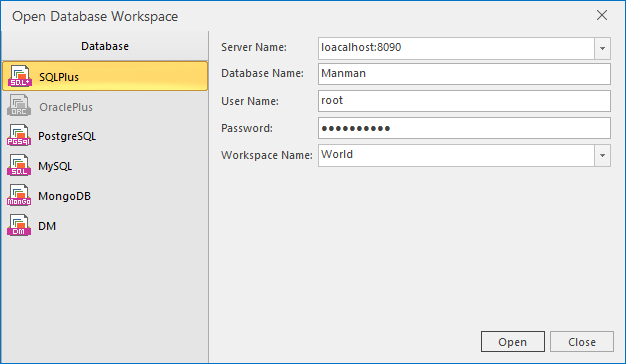 Open Database Workspace
Database
SQL+ SQLPlus
ORC OraclePlus
PGSql PostgreSQL
SQL MySQL
MonGo MongoDB
DM DM
Server Name: loacalhost:8090
Database Name: Manman
User Name: root
Password: ●●●●●●●●●●
Workspace Name: World
Open Close